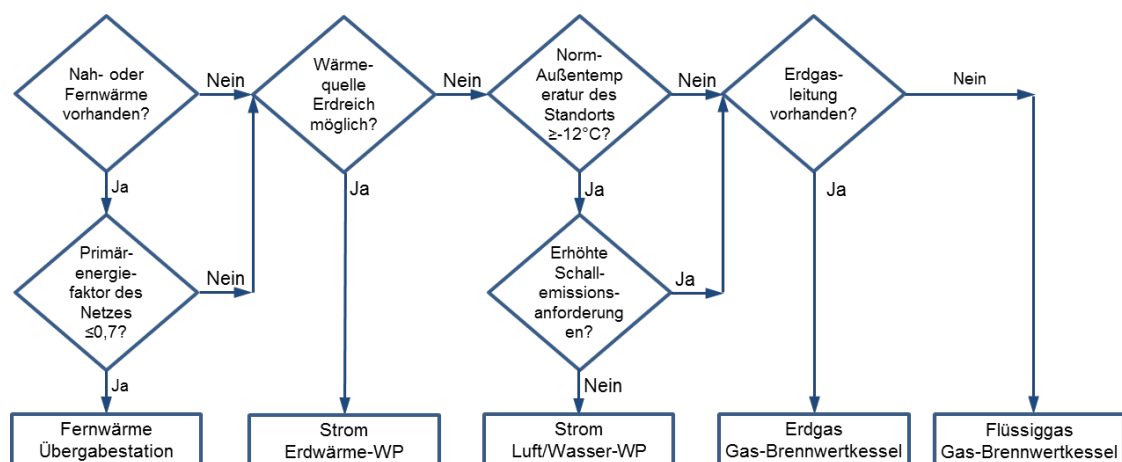 Nah- oder
Fernwärme
vorhanden?
Nein
Ja
Primär-
energie-
faktor des
Netzes
≤0,7?
Nein
Ja
Fernwärme
Übergabestation
Wärme-
quelle
Erdreich
möglich?
Nein
Ja
Strom
Erdwärme-WP
Norm-
Außentemp
eratur des
Standorts
≥-12°C?
Nein
Ja
Erhöhte
Schall-
emissions-
anforderung
en?
Ja
Nein
Strom
Luft/Wasser-WP
Erdgas-
leitung
vorhanden?
Nein
Ja
Erdgas
Gas-Brennwertkessel
Flüssiggas
Gas-Brennwertkessel